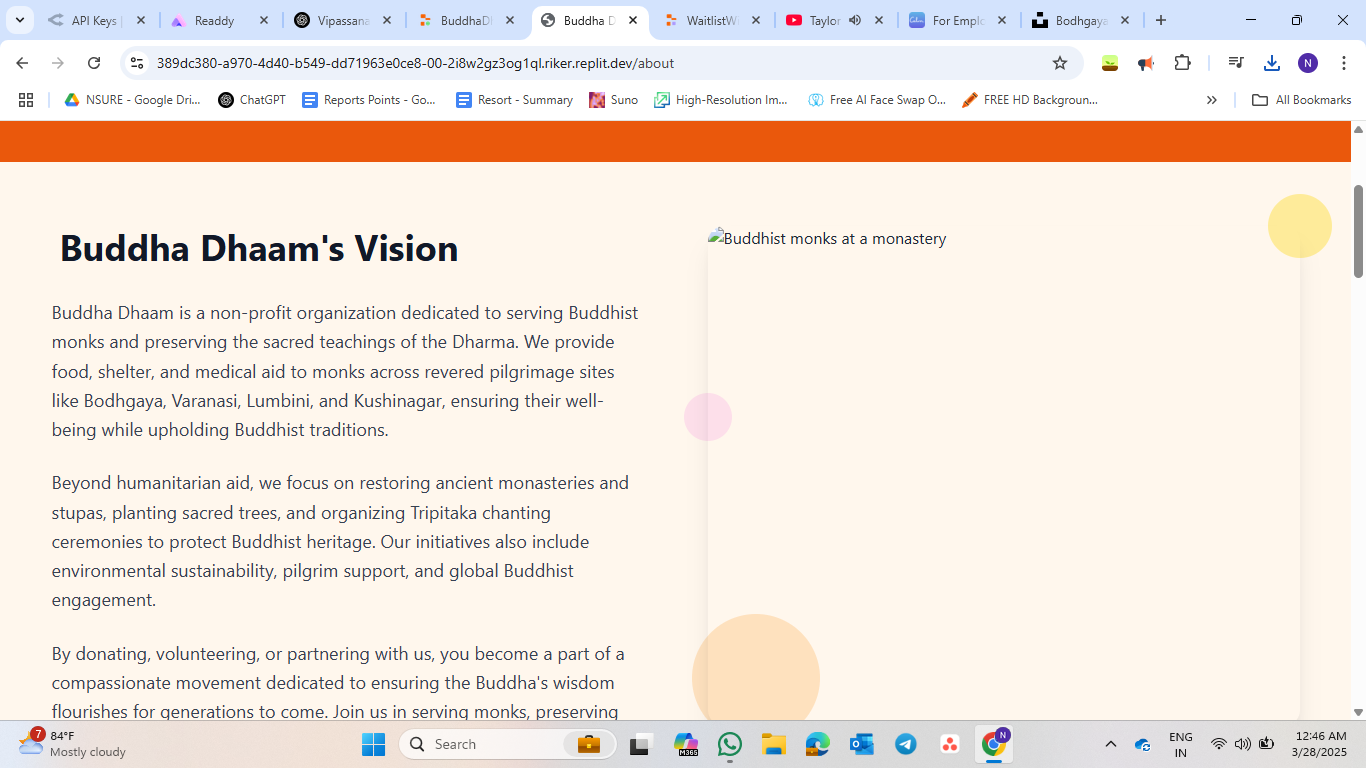 API Keys
Readdy
Vipassana
BuddhaDh
Buddha D
WaitlistWi
Taylor
For Emplo
Bodhgaya
389dc380-a970-4d40-b549-dd71963e0ce8-00-2i8w2gz3og1ql.riker.replit.dev/about
N
NSURE - Google Dri...
ChatGPT
Reports Points - Go...
Resort - Summary
Suno
High-Resolution Im...
Free AI Face Swap O...
FREE HD Backgroun...
»
All Bookmarks
Buddha Dhaam's Vision
Buddhist monks at a monastery
Buddha Dhaam is a non-profit organization dedicated to serving Buddhist
monks and preserving the sacred teachings of the Dharma. We provide
food, shelter, and medical aid to monks across revered pilgrimage sites
like Bodhgaya, Varanasi, Lumbini, and Kushinagar, ensuring their well-
being while upholding Buddhist traditions.
Beyond humanitarian aid, we focus on restoring ancient monasteries and
stupas, planting sacred trees, and organizing Tripitaka chanting
ceremonies to protect Buddhist heritage. Our initiatives also include
environmental sustainability, pilgrim support, and global Buddhist
engagement.
By donating, volunteering, or partnering with us, you become a part of a
compassionate movement dedicated to ensuring the Buddha's wisdom
flourishes for generations to come. Join us in serving monks, preserving
7
84°F
Mostly cloudy
Search
M365
N
ENG
IN
12:46 AM
3/28/2025